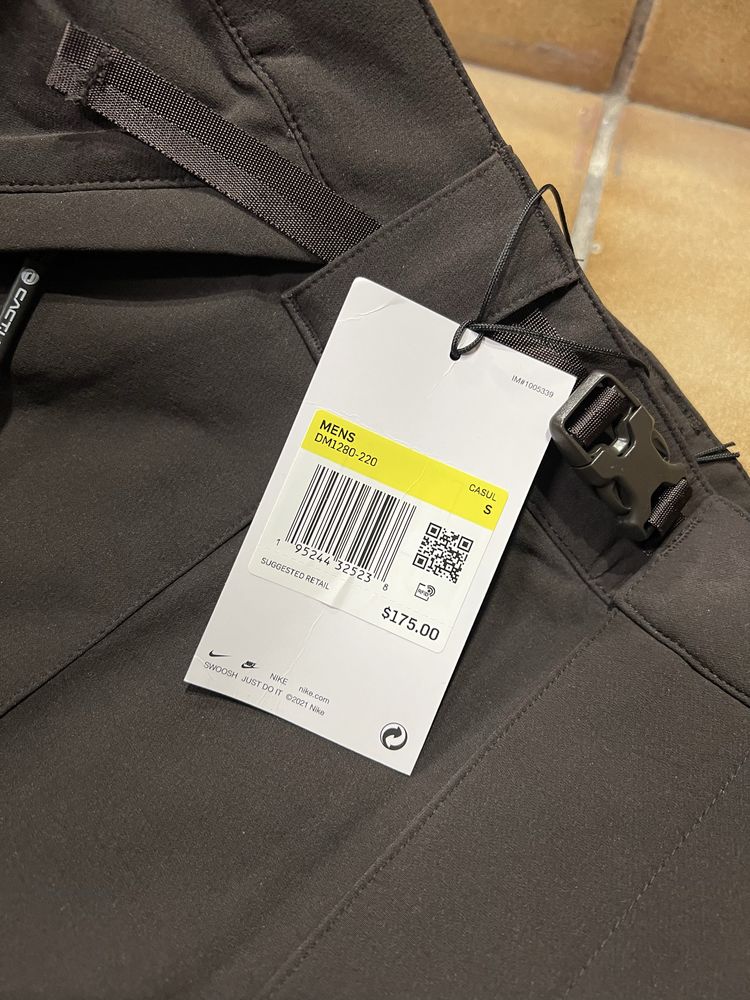 IM#1005339
MENS
DM1280-220
CASUL
S
1 95244 32523 8
SUGGESTED RETAIL
RFID
$175.00
NIKE nike.com
SWOOSH JUST DO IT ©2021 Nike